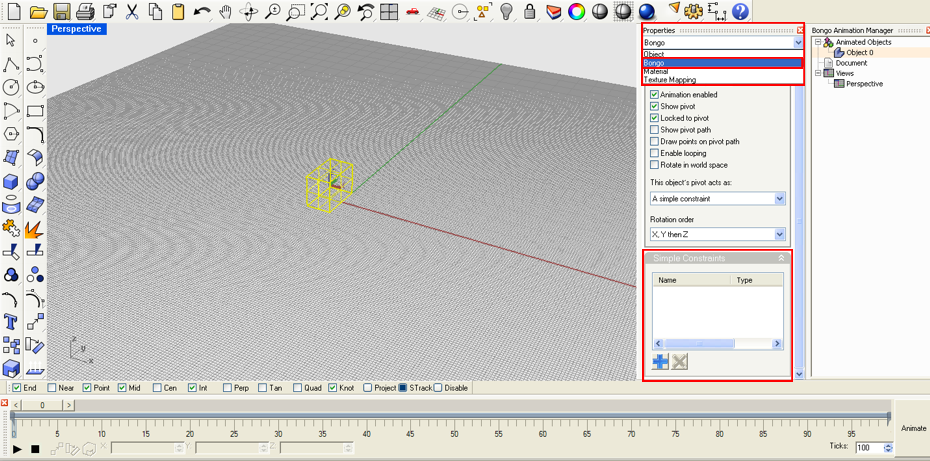 Perspective
Properties
Bongo
Object
Bongo
Material
Texture Mapping
Animation enabled
Show pivot
Locked to pivot
Show pivot path
Draw points on pivot path
Enable looping
Rotate in world space
This object's pivot acts as:
A simple constraint
Rotation order
X, Y then Z
Simple Constraints
Name Type
Bongo Animation Manager
Animated Objects
Object 0
Document
Views
Perspective
z
y
x
End Near Point Mid Cen Int Perp Tan Quad Knot Project STrack Disable
< 0 >
0 5 10 15 20 25 30 35 40 45 50 55 60 65 70 75 80 85 90 95
Animate
X Y Z
Ticks: 100